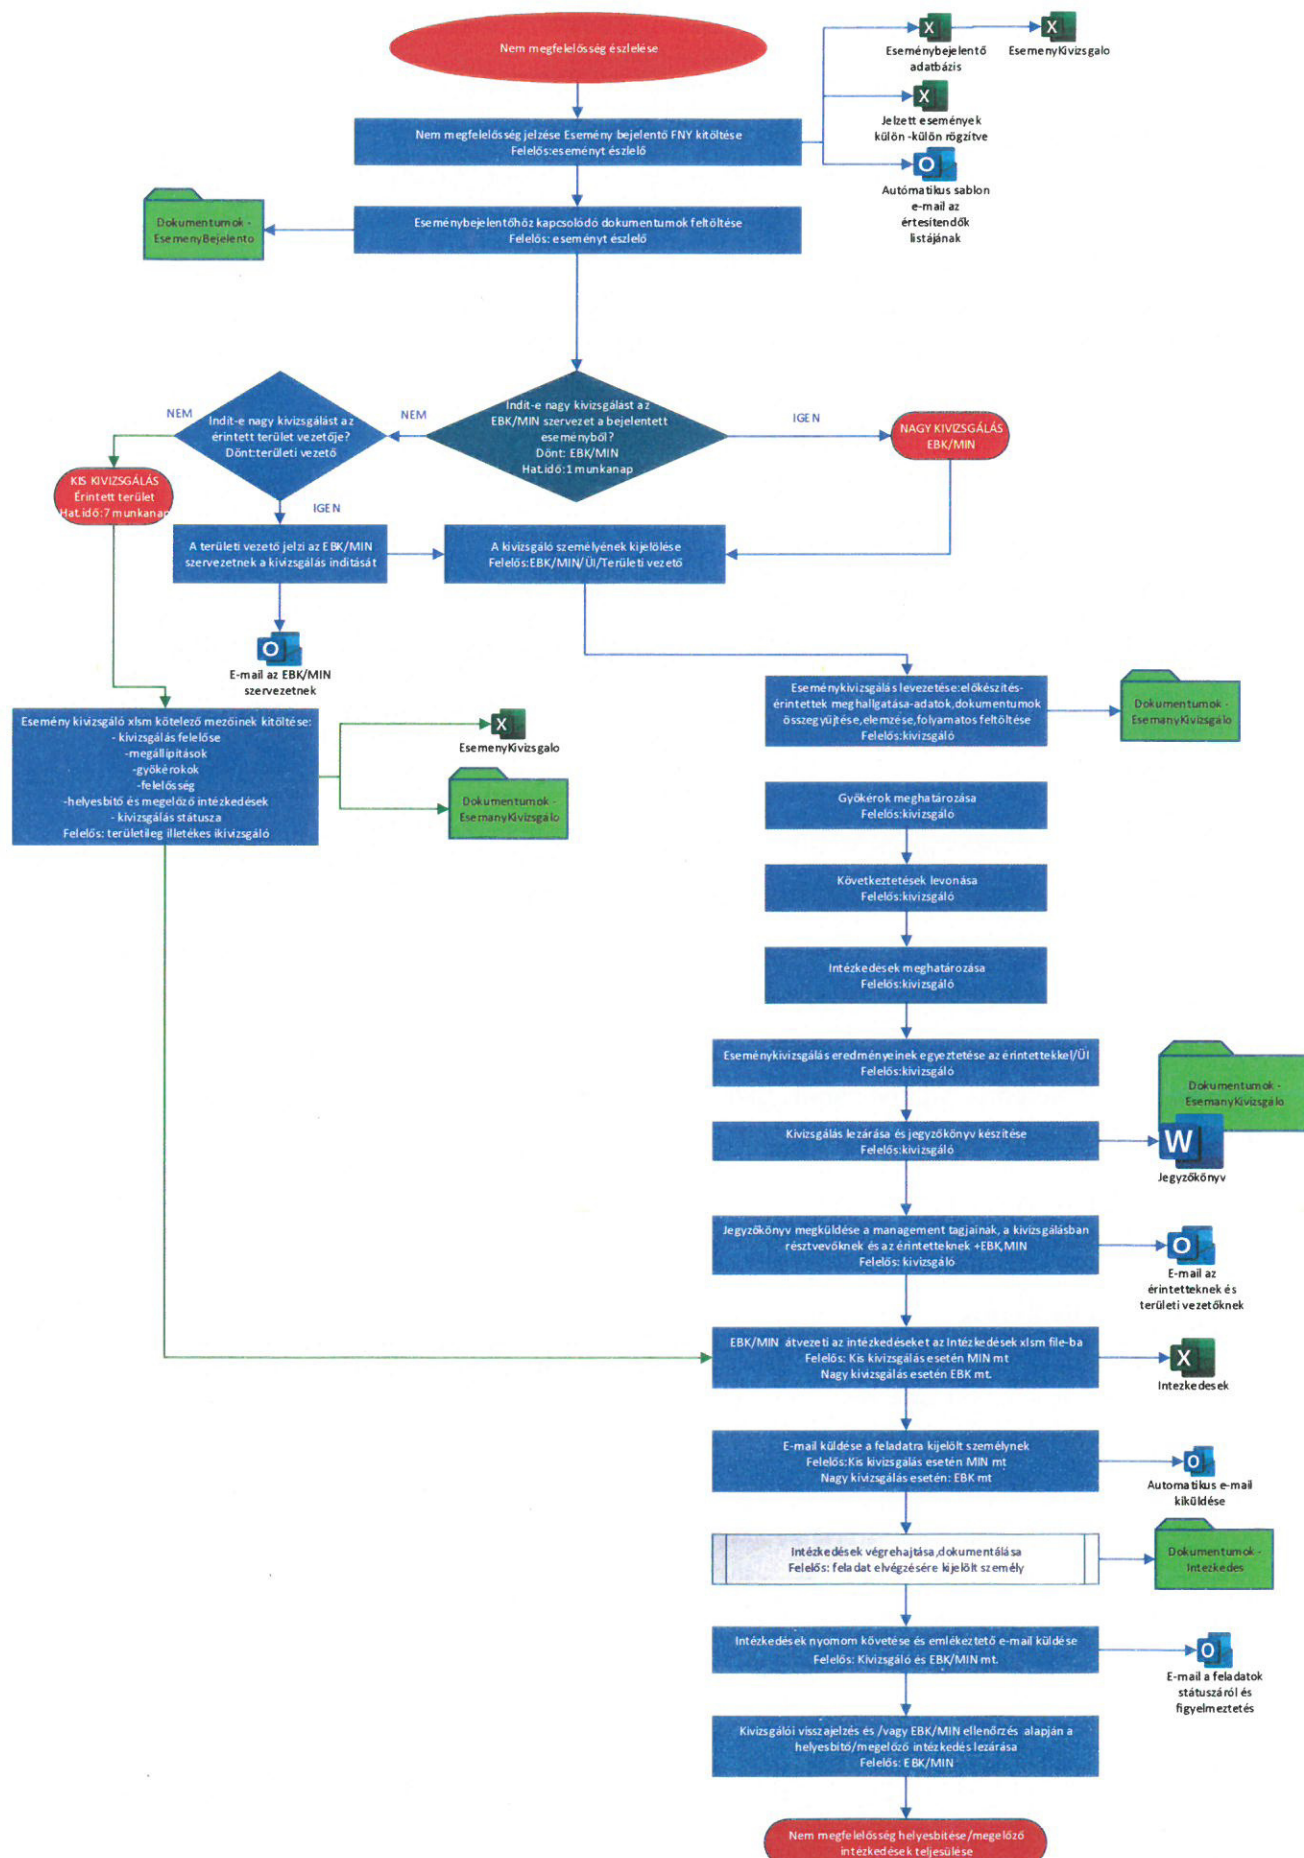 Nem megfelelősség észlelése
Eseménybejelentő
adatbázis
EsemenyKivizsgalo
Jelzett események
külön -külön rögzítve
Nem megfelelősség jelzése Esemény bejelentő FNY kitöltése
Felelős:eseményt észlelő
Autómatikus sablon
e-mail az
értesítendők
listájának
Dokumentumok -
EsemenyBejelento
Eseménybejelentőhöz kapcsolódó dokumentumok feltöltése
Felelős: eseményt észlelő
Indít-e nagy kivizsgálást az
érintett terület vezetője?
Dönt:területi vezető
NEM
NEM
Indít-e nagy kivizsgálást az
EBK/MIN szervezet a bejelentett
eseményből?
Dönt: EBK/MIN
Hat.idő:1 munkanap
IGEN
NAGY KIVIZSGÁLÁS
EBK/MIN
KIS KIVIZSGÁLÁS
Érintett terület
Hat.idő:7 munkanap
IGEN
A területi vezető jelzi az EBK/MIN
szervezetnek a kivizsgálás indítását
A kivizsgáló személyének kijelölése
Felelős:EBK/MIN/ÜI/Területi vezető
E-mail az EBK/MIN
szervezetnek
Eseménykivizsgálás levezetése:előkészítés-
érintettek meghallgatása-adatok,dokumentumok
összegyűjtése,elemzése,folyamatos feltöltése
Felelős:kivizsgáló
Dokumentumok -
EsemanyKivizsgálo
Esemény kivizsgáló xlsm kötelező mezőinek kitöltése:
- kivizsgálás felelőse
-megállípítások
-gyökérokok
-felelősség
-helyesbítő és megelőző intézkedések
- kivizsgálás státusza
Felelős: területileg illetékes ikivizsgáló
EsemenyKivizsgalo
Dokumentumok -
EsemanyKivizsgálo
Gyökérok meghatározása
Felelős:kivizsgáló
Következtetések levonása
Felelős:kivizsgáló
Intézkedések meghatározása
Felelős:kivizsgáló
Eseménykivizsgálás eredményeinek egyeztetése az érintettekkel/ÜI
Felelős:kivizsgáló
Dokumentumok -
EsemanyKivizsgálo
Kivizsgálás lezárása és jegyzőkönyv készítése
Felelős:kivizsgáló
Jegyzőkönyv
Jegyzőkönyv megküldése a management tagjainak, a kivizsgálásban
résztvevőknek és az érintetteknek +EBK,MIN
Felelős: kivizsgáló
E-mail az
érintetteknek és
területi vezetőknek
EBK/MIN átvezeti az intézkedéseket az Intézkedések xlsm file-ba
Felelős: Kis kivizsgálás esetén MIN mt
Nagy kivizsgálás esetén EBK mt.
Intezkedesek
E-mail küldése a feladatra kijelölt személynek
Felelős:Kis kivizsgálás esetén MIN mt
Nagy kivizsgálás esetén: EBK mt
Automatikus e-mail
kiküldése
Intézkedések végrehajtása,dokumentálása
Felelős: feladat elvégzésére kijelölt személy
Dokumentumok -
Intezkedes
Intézkedések nyomom követése és emlékeztető e-mail küldése
Felelős: Kivizsgáló és EBK/MIN mt.
E-mail a feladatok
státuszáról és
figyelmeztetés
Kivizsgálói visszajelzés és /vagy EBK/MIN ellenőrzés alapján a
helyesbítő/megelőző intézkedés lezárása
Felelős: EBK/MIN
Nem megfelelősség helyesbítése/megelőző
intézkedések teljesülése